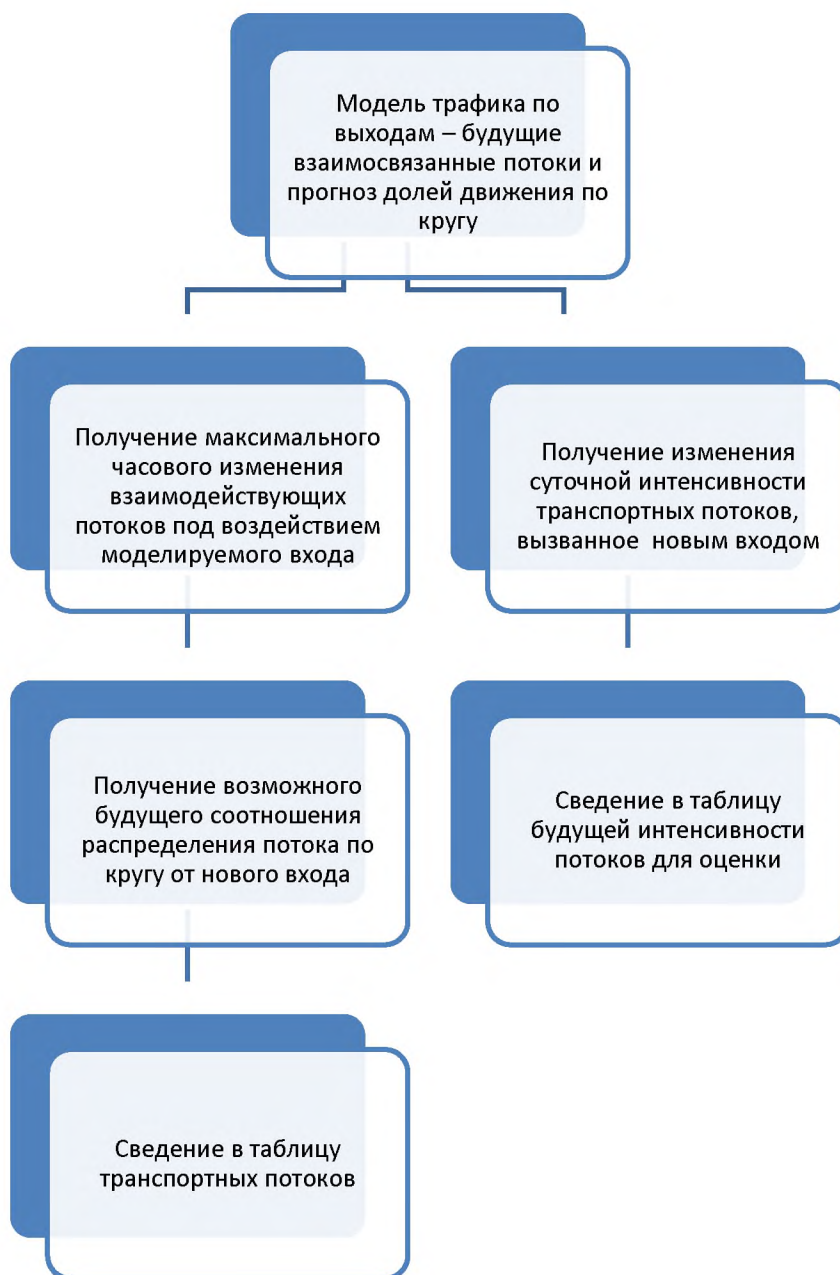 Модель трафика по
выходам – будущие
взаимосвязанные потоки и
прогноз долей движения по
кругу
Получение максимального
часового изменения
взаимодействующих
потоков под воздействием
моделируемого входа
Получение изменения
суточной интенсивности
транспортных потоков,
вызванное новым входом
Получение возможного
будущего соотношения
распределения потока по
кругу от нового входа
Сведение в таблицу
будущей интенсивности
потоков для оценки
Сведение в таблицу
транспортных потоков